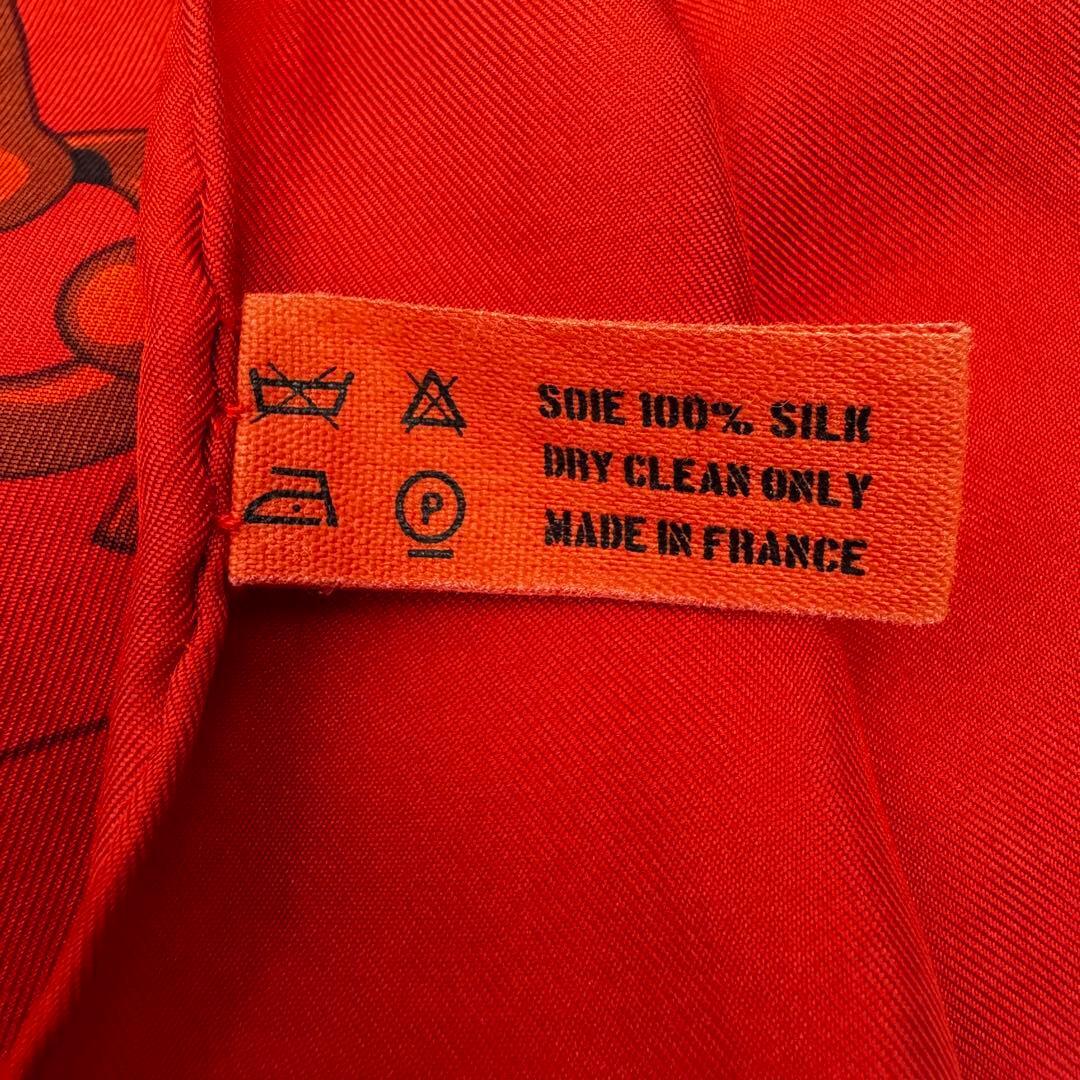 SOIE 100% SILK
DRY CLEAN ONLY
MADE IN FRANCE
P